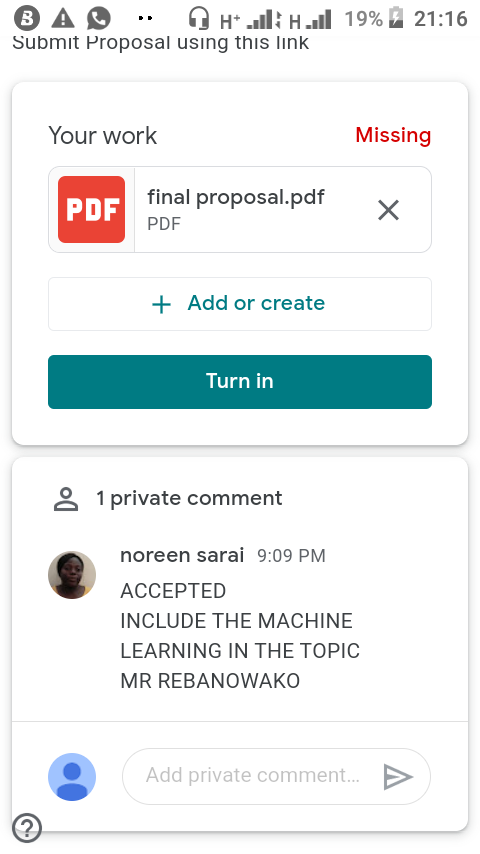 H+ H 19% 21:16
Submit Proposal using this link
Your work Missing
PDF
final proposal.pdf
PDF
+ Add or create
Turn in
1 private comment
noreen sarai 9:09 PM
ACCEPTED
INCLUDE THE MACHINE
LEARNING IN THE TOPIC
MR REBANOWAKO
Add private comment...
?